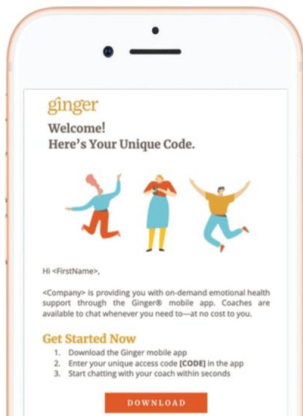 ginger
Welcome!
Here's Your Unique Code.
Hi <FirstName>,
<Company> is providing you with on-demand emotional health
support through the Ginger® mobile app. Coaches are
available to chat whenever you need to—at no cost to you.
Get Started Now
1. Download the Ginger mobile app
2. Enter your unique access code [CODE] in the app
3. Start chatting with your coach within seconds
DOWNLOAD